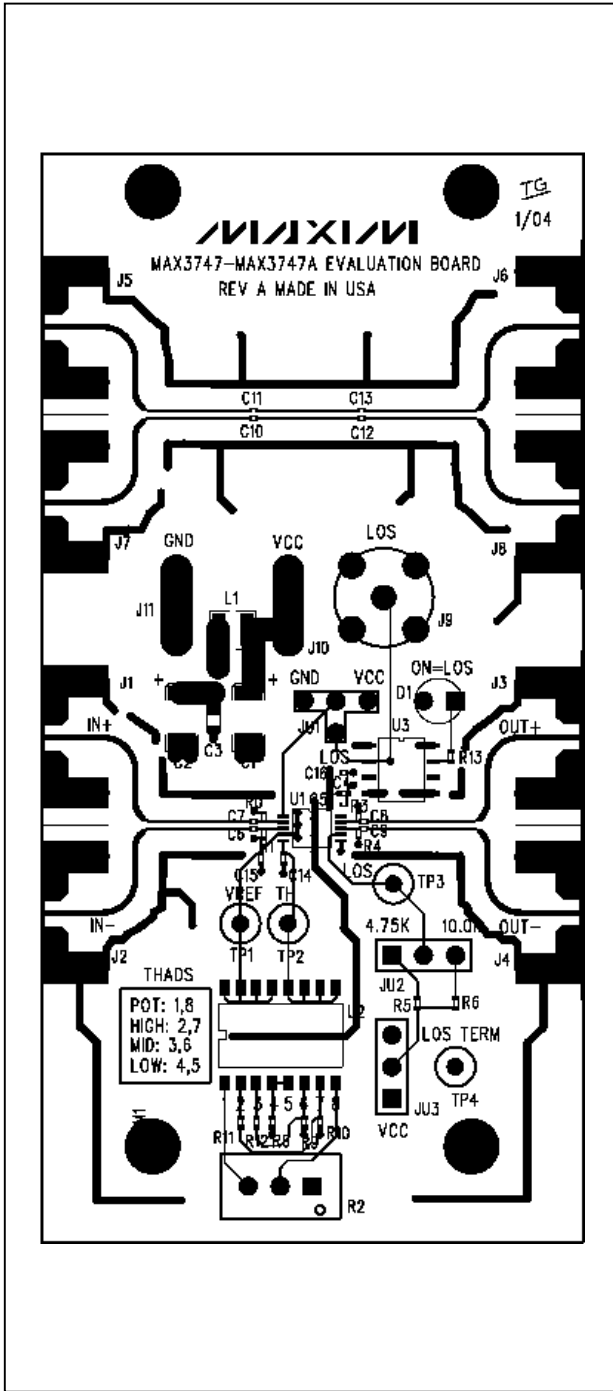 TG
1/04
MAXIM
MAX3747-MAX3747A EVALUATION BOARD
REV A MADE IN USA
J5
J6
C11
C13
C10
C12
J7
J8
GND
VCC
LOS
L1
J11
J10
J9
J1
GND
VCC
ON=LOS
D1
J3
IN+
OUT+
JU1
U3
C3
C2
C1
LOS
R13
C16
U1
C5
R3
C7
C8
C6
C9
R4
C15
C14
LOS
VREF
TH
TP3
IN-
OUT-
TP1
TP2
4.75K
J2
J4
THADS
JU2
POT: 1,8
HIGH: 2,7
MID: 3,6
LOW: 4,5
U2
R5
R6
LOS TERM
TP4
JU3
VCC
1 2 3 4 5 6 7 8
R11
R12
R8
R9
R10
R2